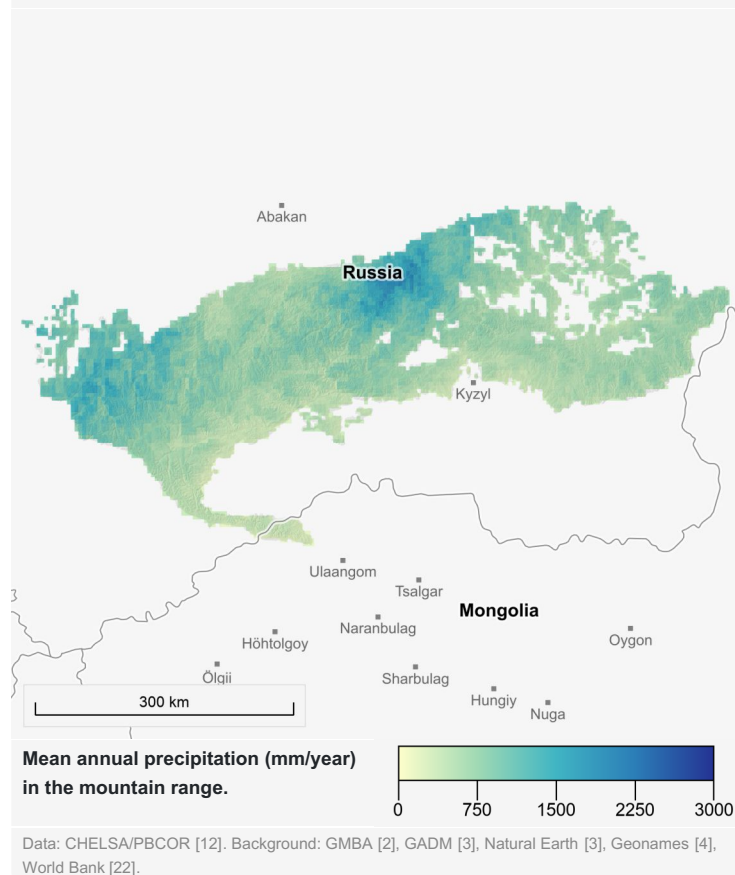 Abakan
Russia
Kyzyl
Ulaangom
Tsalgar
Mongolia
Naranbulag
Höhtolgoy
Oygon
Ölgii
Sharbulag
Hungiy
Nuga
300 km
Mean annual precipitation (mm/year)
in the mountain range.
0 750 1500 2250 3000
Data: CHELSA/PBCOR [12]. Background: GMBA [2], GADM [3], Natural Earth [3], Geonames [4],
World Bank [22].